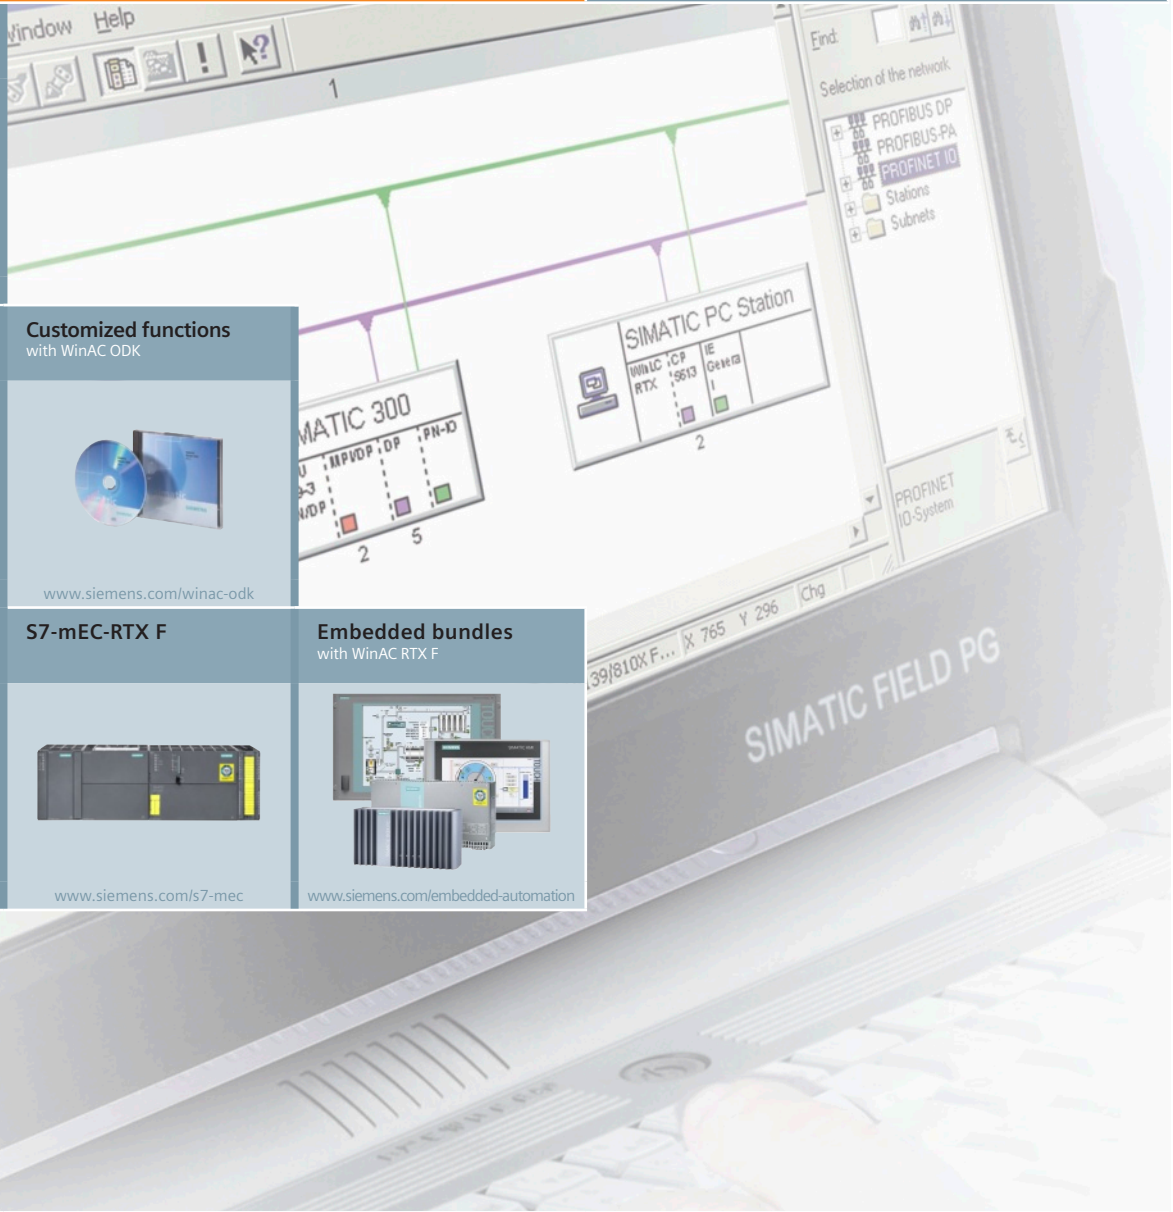 Window Help
Find:
1
Selection of the network
PROFIBUS DP
PROFIBUS-PA
PROFINET IO
Stations
Subnets
SIMATIC PC Station
WinLC RTX
CP 5613
IE General
2
MATIC 300
MPI/DP
DP
PN-IO
2
5
PROFINET
IO-System
X 765 Y 296 Chg
139/810X F...
SIMATIC FIELD PG
Customized functions
with WinAC ODK
www.siemens.com/winac-odk
S7-mEC-RTX F
www.siemens.com/s7-mec
Embedded bundles
with WinAC RTX F
www.siemens.com/embedded-automation